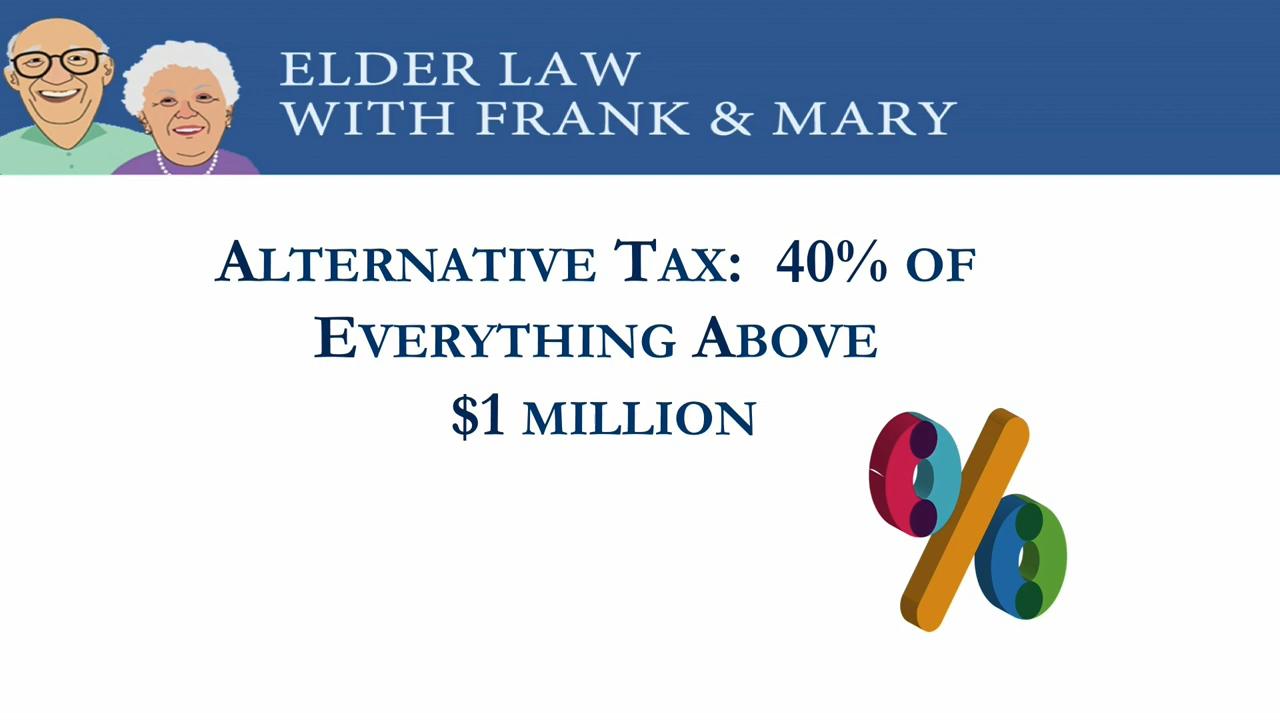 ELDER LAW
WITH FRANK & MARY
ALTERNATIVE TAX: 40% OF
EVERYTHING ABOVE
$1 MILLION